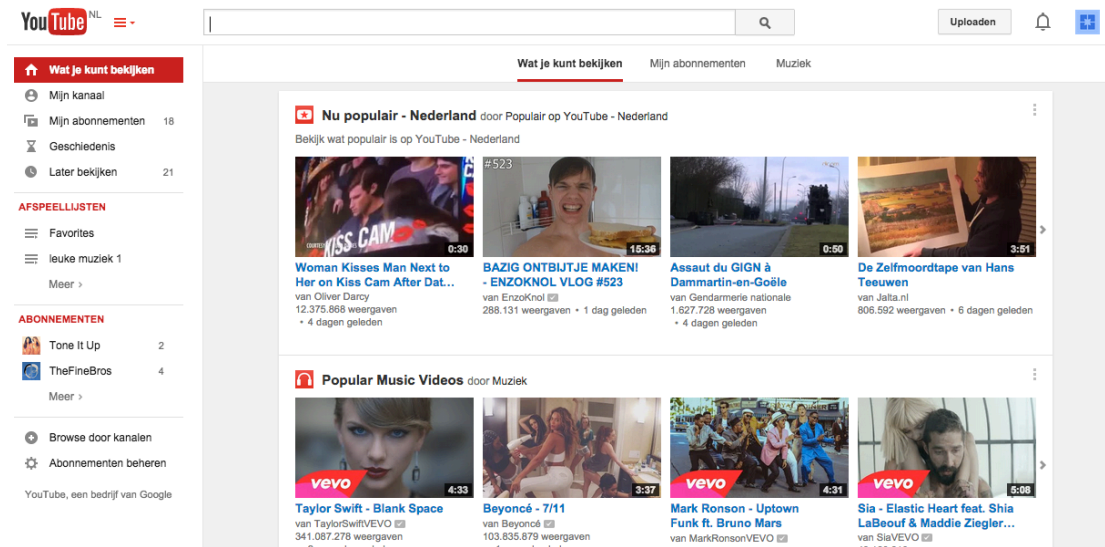 YouTube NL
Uploaden
Wat je kunt bekijken
Mijn kanaal
Mijn abonnementen 18
Geschiedenis
Later bekijken 21
AFSPEELLIJSTEN
Favorites
leuke muziek 1
Meer ›
ABONNEMENTEN
Tone It Up 2
TheFineBros 4
Meer ›
Browse door kanalen
Abonnementen beheren
YouTube, een bedrijf van Google
Wat je kunt bekijken Mijn abonnementen Muziek
Nu populair - Nederland door Populair op YouTube - Nederland
Bekijk wat populair is op YouTube - Nederland
KISS CAM
0:30
Woman Kisses Man Next to
Her on Kiss Cam After Dat...
van Oliver Darcy
12.375.868 weergaven
• 4 dagen geleden
#523
15:36
BAZIG ONTBIJTJE MAKEN!
- ENZOKNOL VLOG #523
van EnzoKnol
288.131 weergaven • 1 dag geleden
0:50
Assaut du GIGN à
Dammartin-en-Goële
van Gendarmerie nationale
1.627.728 weergaven
• 4 dagen geleden
3:51
De Zelfmoordtape van Hans
Teeuwen
van Jalta.nl
806.592 weergaven • 6 dagen geleden
Popular Music Videos door Muziek
vevo
4:33
Taylor Swift - Blank Space
van TaylorSwiftVEVO
341.087.278 weergaven
3:37
Beyoncé - 7/11
van Beyoncé
103.835.879 weergaven
vevo
4:31
Mark Ronson - Uptown
Funk ft. Bruno Mars
van MarkRonsonVEVO
vevo
5:08
Sia - Elastic Heart feat. Shia
LaBeouf & Maddie Ziegler...
van SiaVEVO